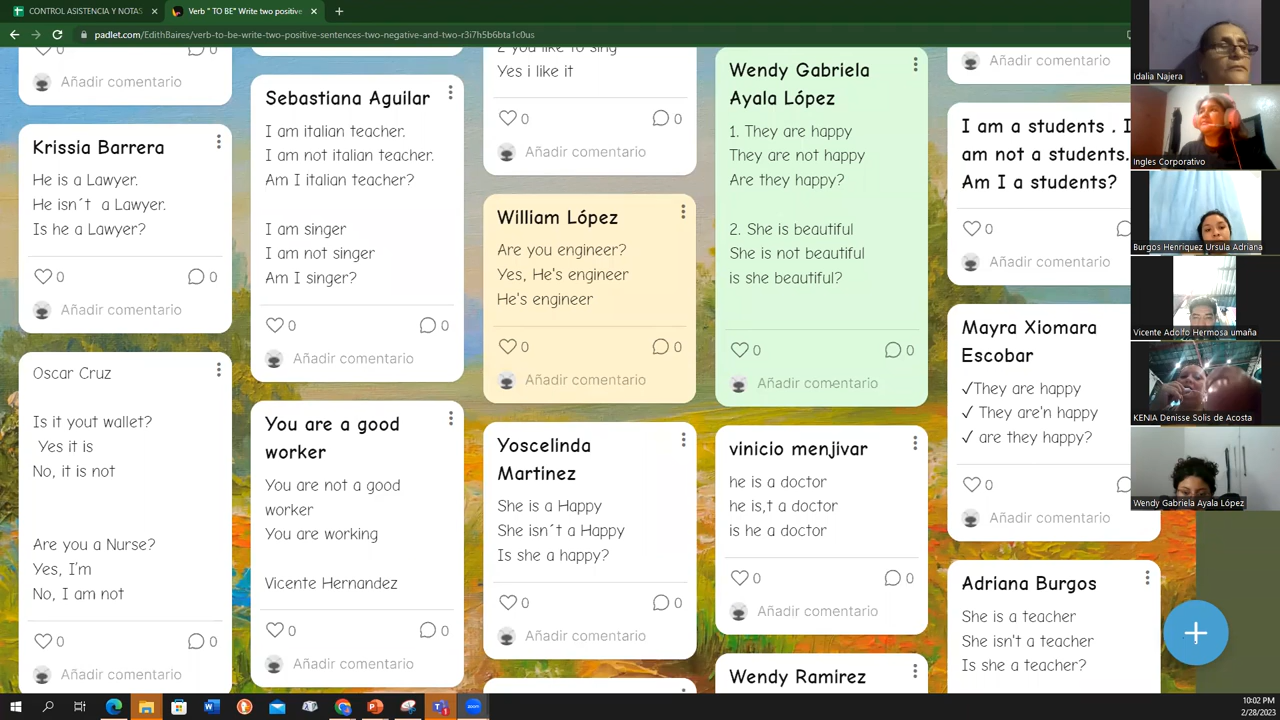 CONTROL ASISTENCIA Y NOTAS
Verb " TO BE" Write two positive
padlet.com/EdithBaires/verb-to-be-write-two-positive-sentences-two-negative-and-two-r3i7h5b6bta1c0us
0 0
Añadir comentario
Krissia Barrera
He is a Lawyer.
He isn´t a Lawyer.
Is he a Lawyer?
0 0
Añadir comentario
Oscar Cruz
Is it yout wallet?
Yes it is
No, it is not
Are you a Nurse?
Yes, I'm
No, I am not
0 0
Añadir comentario
Sebastiana Aguilar
I am italian teacher.
I am not italian teacher.
Am I italian teacher?
I am singer
I am not singer
Am I singer?
0 0
Añadir comentario
You are a good
worker
You are not a good
worker
You are working
Vicente Hernandez
0 0
Añadir comentario
2 you like to sing
Yes i like it
0 0
Añadir comentario
William López
Are you engineer?
Yes, He's engineer
He's engineer
0 0
Añadir comentario
Yoscelinda
Martinez
She is a Happy
She isn´t a Happy
Is she a happy?
0 0
Añadir comentario
Wendy Gabriela
Ayala López
1. They are happy
They are not happy
Are they happy?
2. She is beautiful
She is not beautiful
is she beautiful?
0 0
Añadir comentario
vinicio menjivar
he is a doctor
he is,t a doctor
is he a doctor
0 0
Añadir comentario
Wendy Ramirez
Añadir comentario
I am a students . I
am not a students.
Am I a students?
0
Añadir comentario
Mayra Xiomara
Escobar
✓They are happy
✓ They are'n happy
✓ are they happy?
0
Añadir comentario
Adriana Burgos
She is a teacher
She isn't a teacher
Is she a teacher?
Idalia Najera
Ingles Corporativo
Burgos Henriquez Ursula Adriana
Vicente Adolfo Hermosa umaña
KENIA Denisse Solis de Acosta
Wendy Gabriela Ayala López
zoom
10:02 PM
2/28/2023